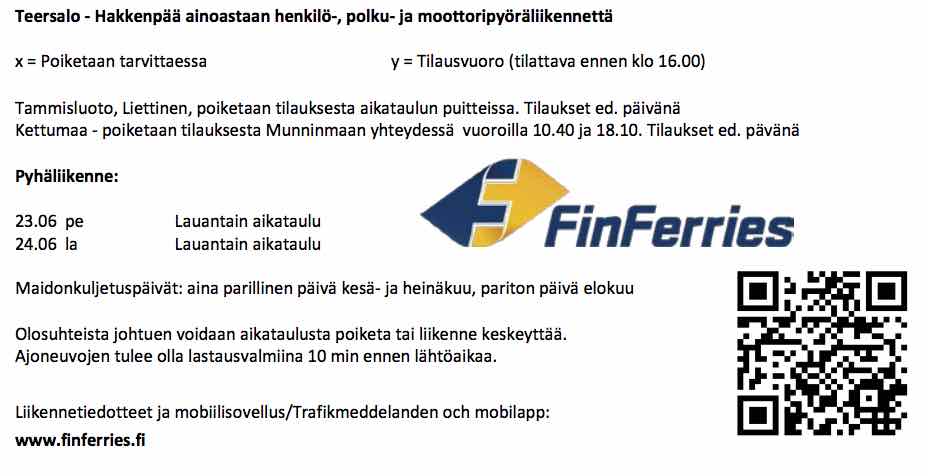 Teersalo - Hakkenpää ainoastaan henkilö-, polku- ja moottoripyöräliikennettä
x = Poiketaan tarvittaessa y = Tilausvuoro (tilattava ennen klo 16.00)
Tammisluoto, Liettinen, poiketaan tilauksesta aikataulun puitteissa. Tilaukset ed. päivänä
Kettumaa - poiketaan tilauksesta Munninmaan yhteydessä vuoroilla 10.40 ja 18.10. Tilaukset ed. pävänä
Pyhäliikenne:
23.06 pe Lauantain aikataulu
24.06 la Lauantain aikataulu
FinFerries
Maidonkuljetuspäivät: aina parillinen päivä kesä- ja heinäkuu, pariton päivä elokuu
Olosuhteista johtuen voidaan aikataulusta poiketa tai liikenne keskeyttää.
Ajoneuvojen tulee olla lastausvalmiina 10 min ennen lähtöaikaa.
Liikennetiedotteet ja mobiilisovellus/Trafikmeddelanden och mobilapp:
www.finferries.fi